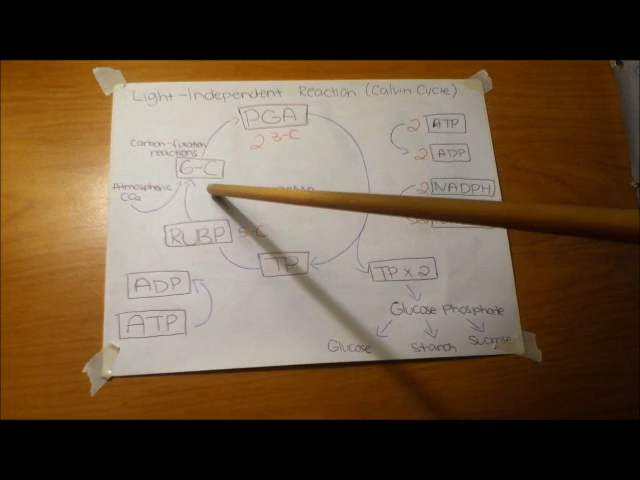 Light-Independent Reaction (Calvin Cycle)
PGA
2 3-C
Carbon-fixation
reactions
6-C
Atmospheric
CO2
RUBP 5-C
TP
2 ATP
2 ADP
2 NADPH
TP x 2
Glucose Phosphate
Glucose
Starch
Sucrose
ADP
ATP